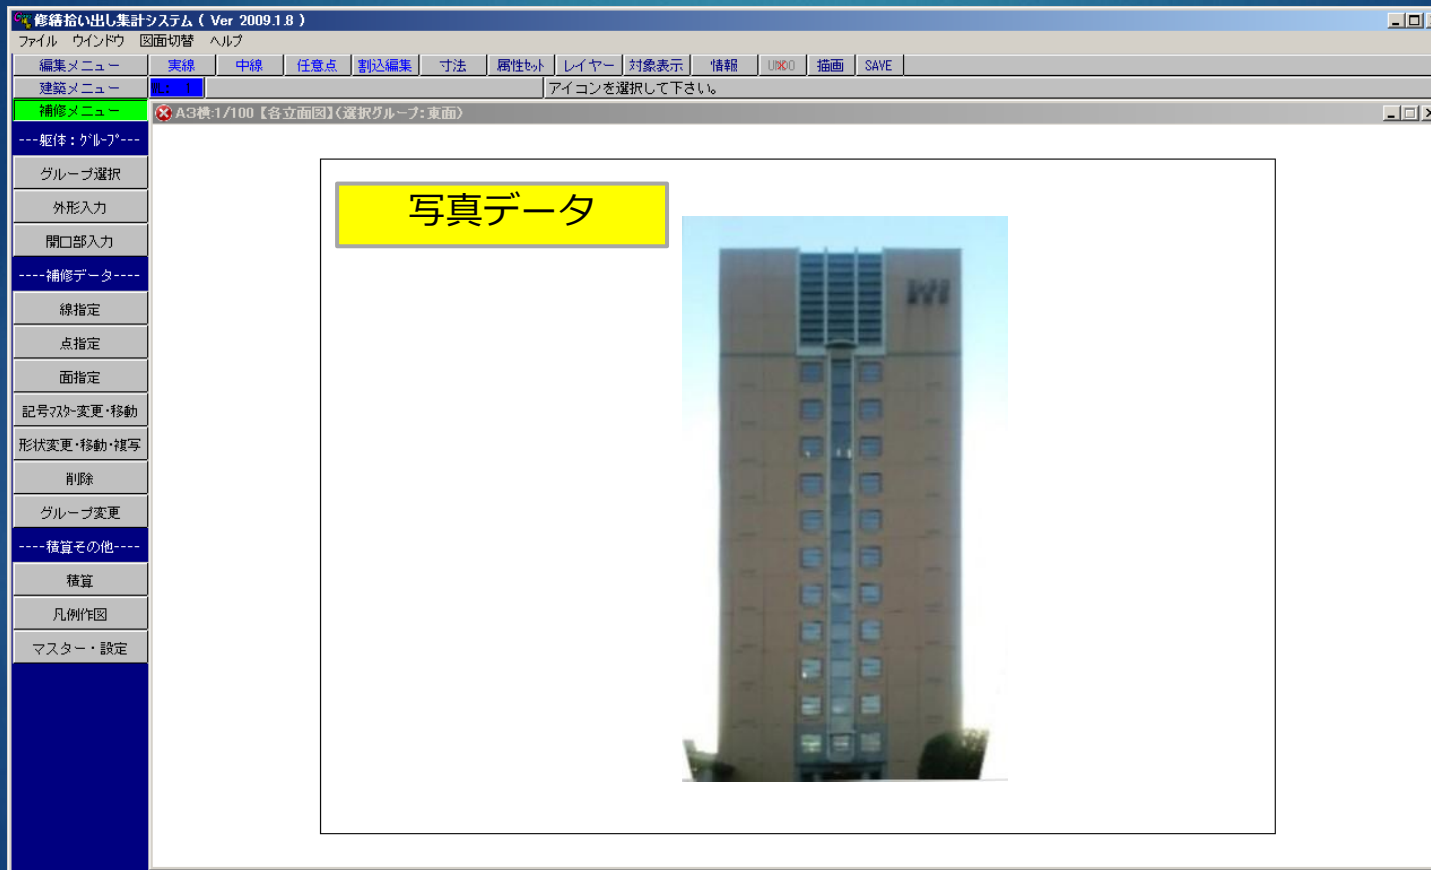 修繕拾い出し集計システム ( Ver 2009.1.8 )
ファイル ウインドウ 図面切替 ヘルプ
編集メニュー 実線 中線 任意点 割込編集 寸法 属性ｾｯﾄ レイヤー 対象表示 情報 UNDO 描画 SAVE
建築メニュー アイコンを選択して下さい。
補修メニュー A3横:1/100【各立面図】(選択グループ:東面)
---躯体：ｸﾞﾙｰﾌﾟ---
グループ選択
外形入力
開口部入力
----補修データ----
線指定
点指定
面指定
記号ﾏｽﾀｰ変更・移動
形状変更・移動・複写
削除
グループ変更
----積算その他----
積算
凡例作図
マスター・設定
写真データ